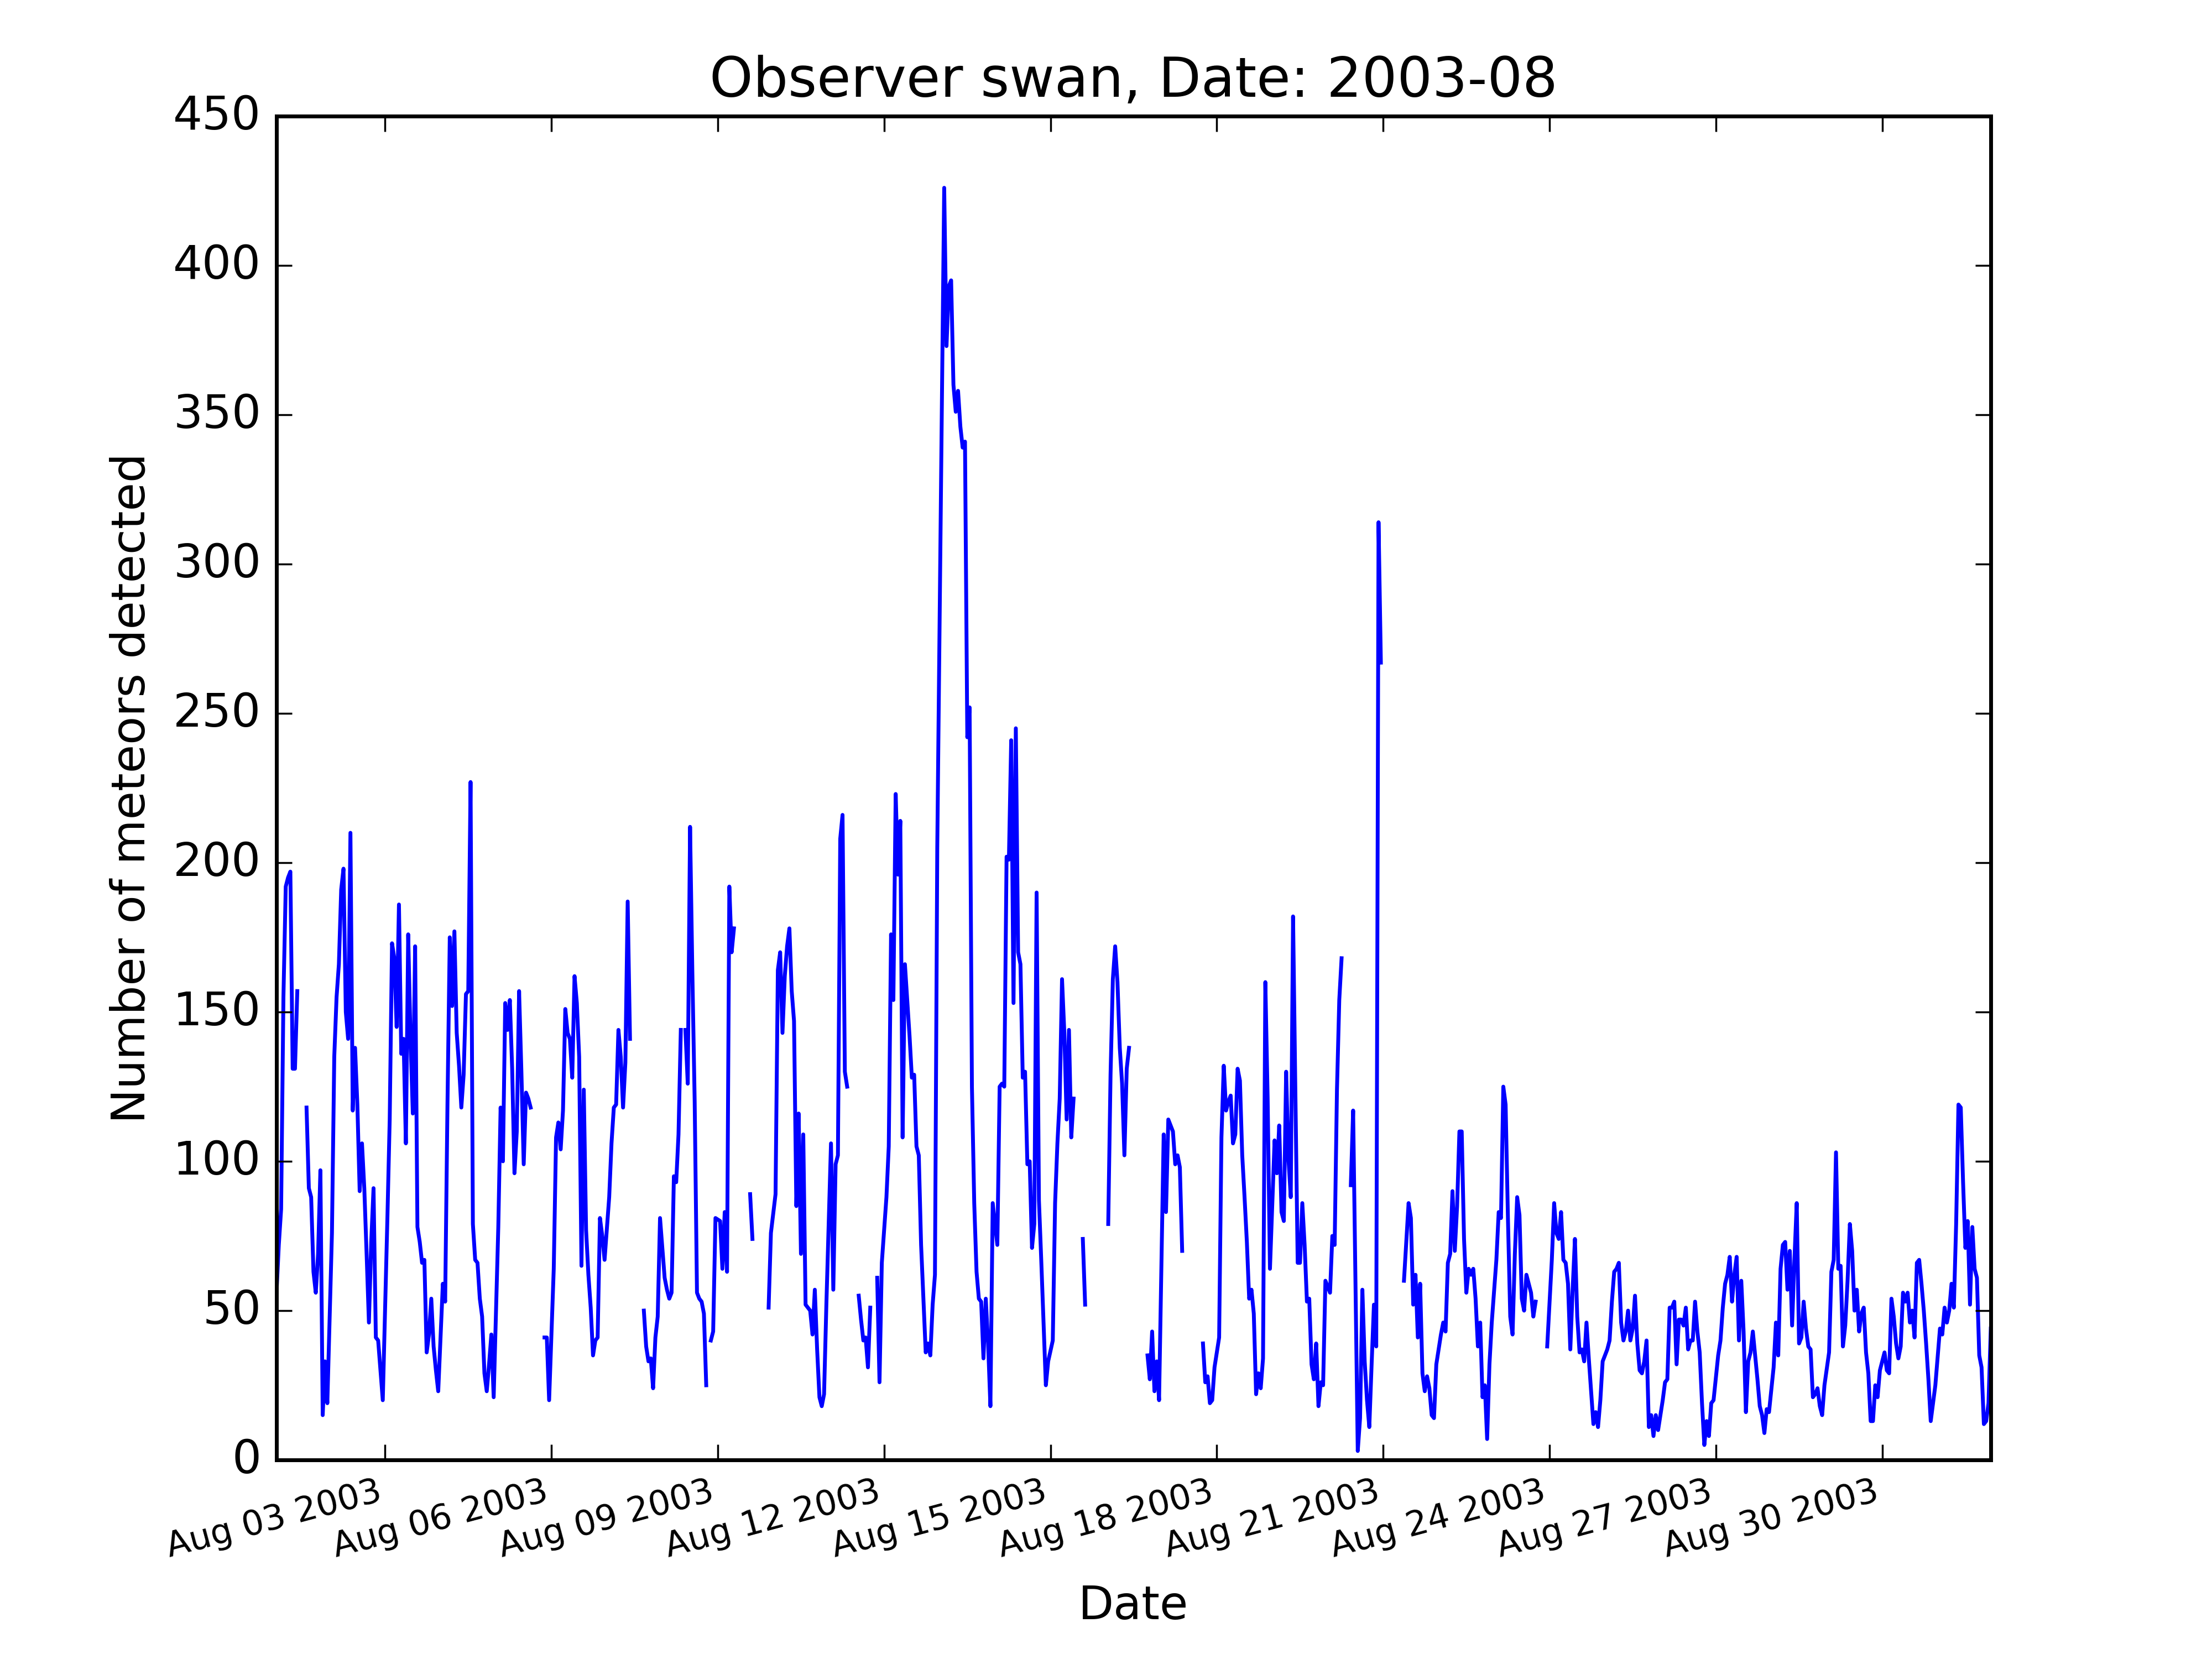 Observer swan, Date: 2003-08
450
400
350
300
250
200
150
100
50
0
Number of meteors detected
Aug 03 2003
Aug 06 2003
Aug 09 2003
Aug 12 2003
Aug 15 2003
Aug 18 2003
Aug 21 2003
Aug 24 2003
Aug 27 2003
Aug 30 2003
Date